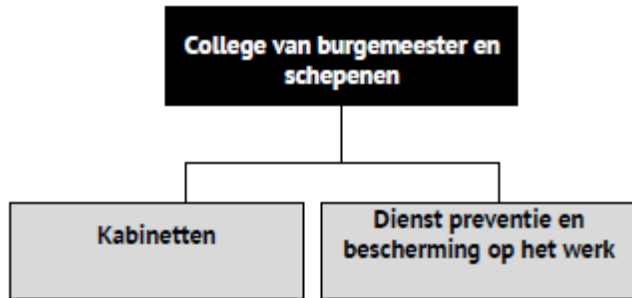 College van burgemeester en
schepenen
Kabinetten
Dienst preventie en
bescherming op het werk